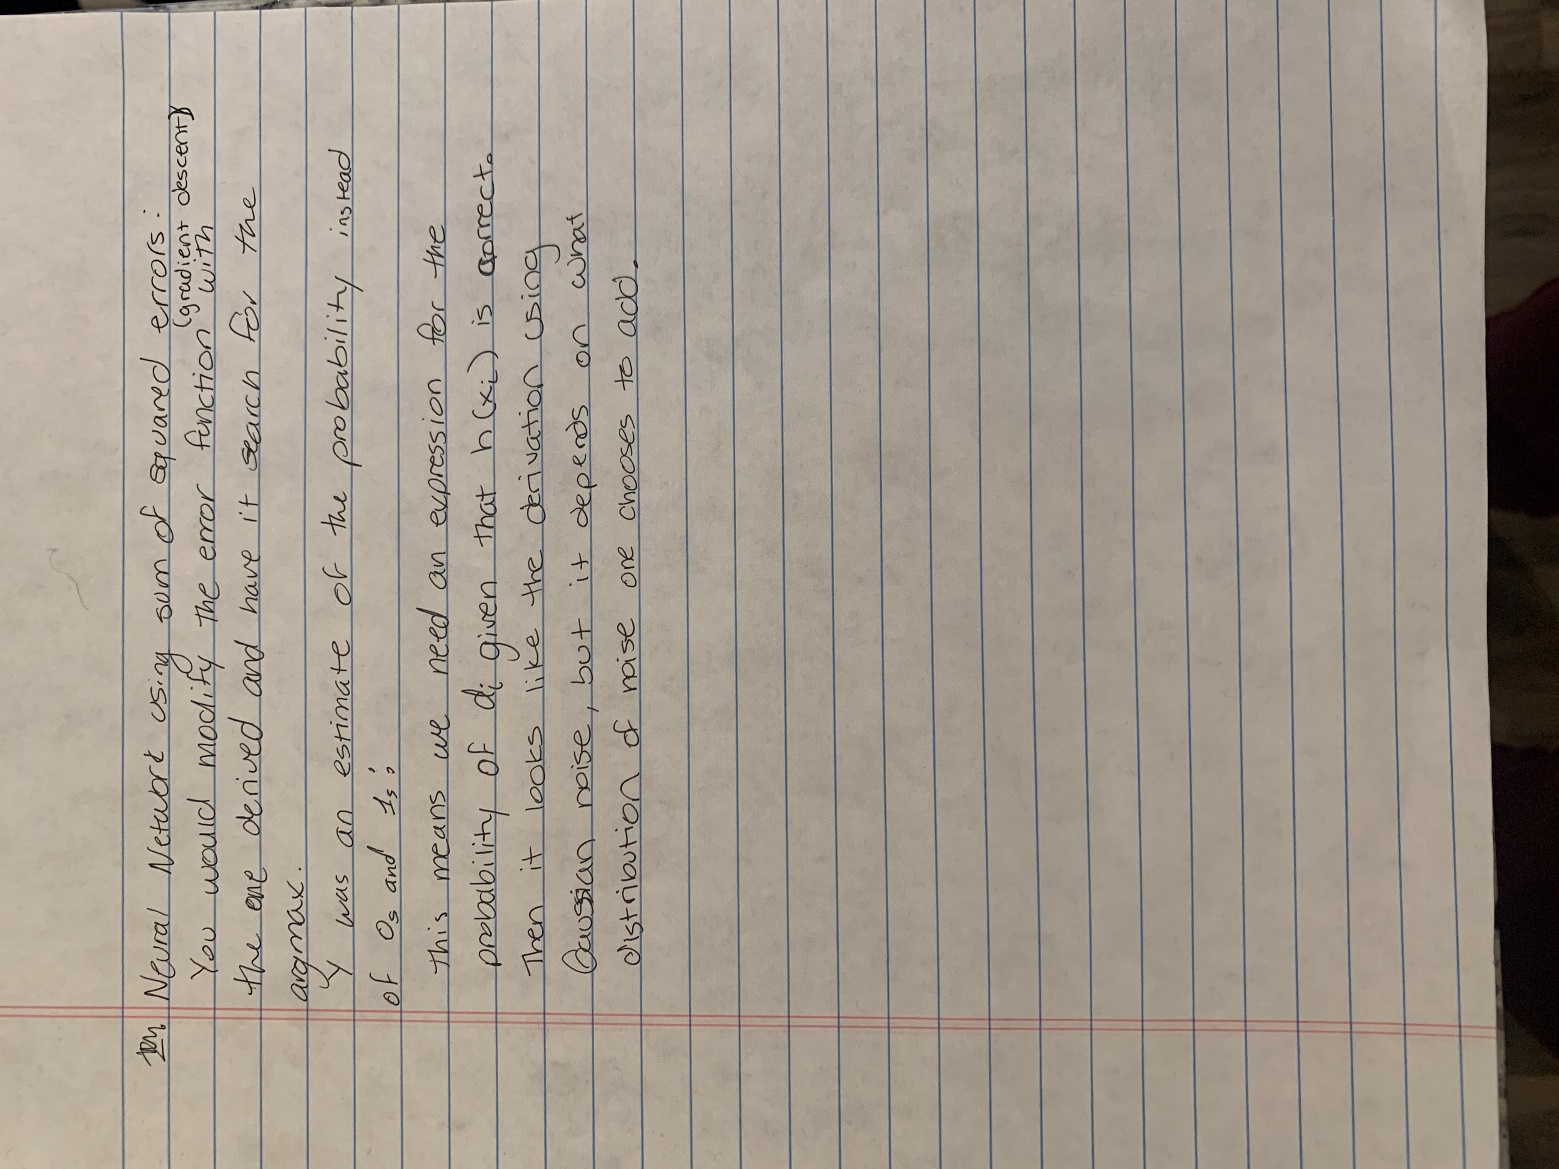 Neural Network using sum of squared errors:
(gradient descent)
You would modify the error function with
the one derived and have it search for the
argmax.
Y was an estimate of the probability instead
of 0s and 1s:
this means we need an expression for the
probability of di given that h(xi) is correct.
Then it looks like the derivation using
Gaussian noise, but it depends on what
distribution of noise one chooses to add.